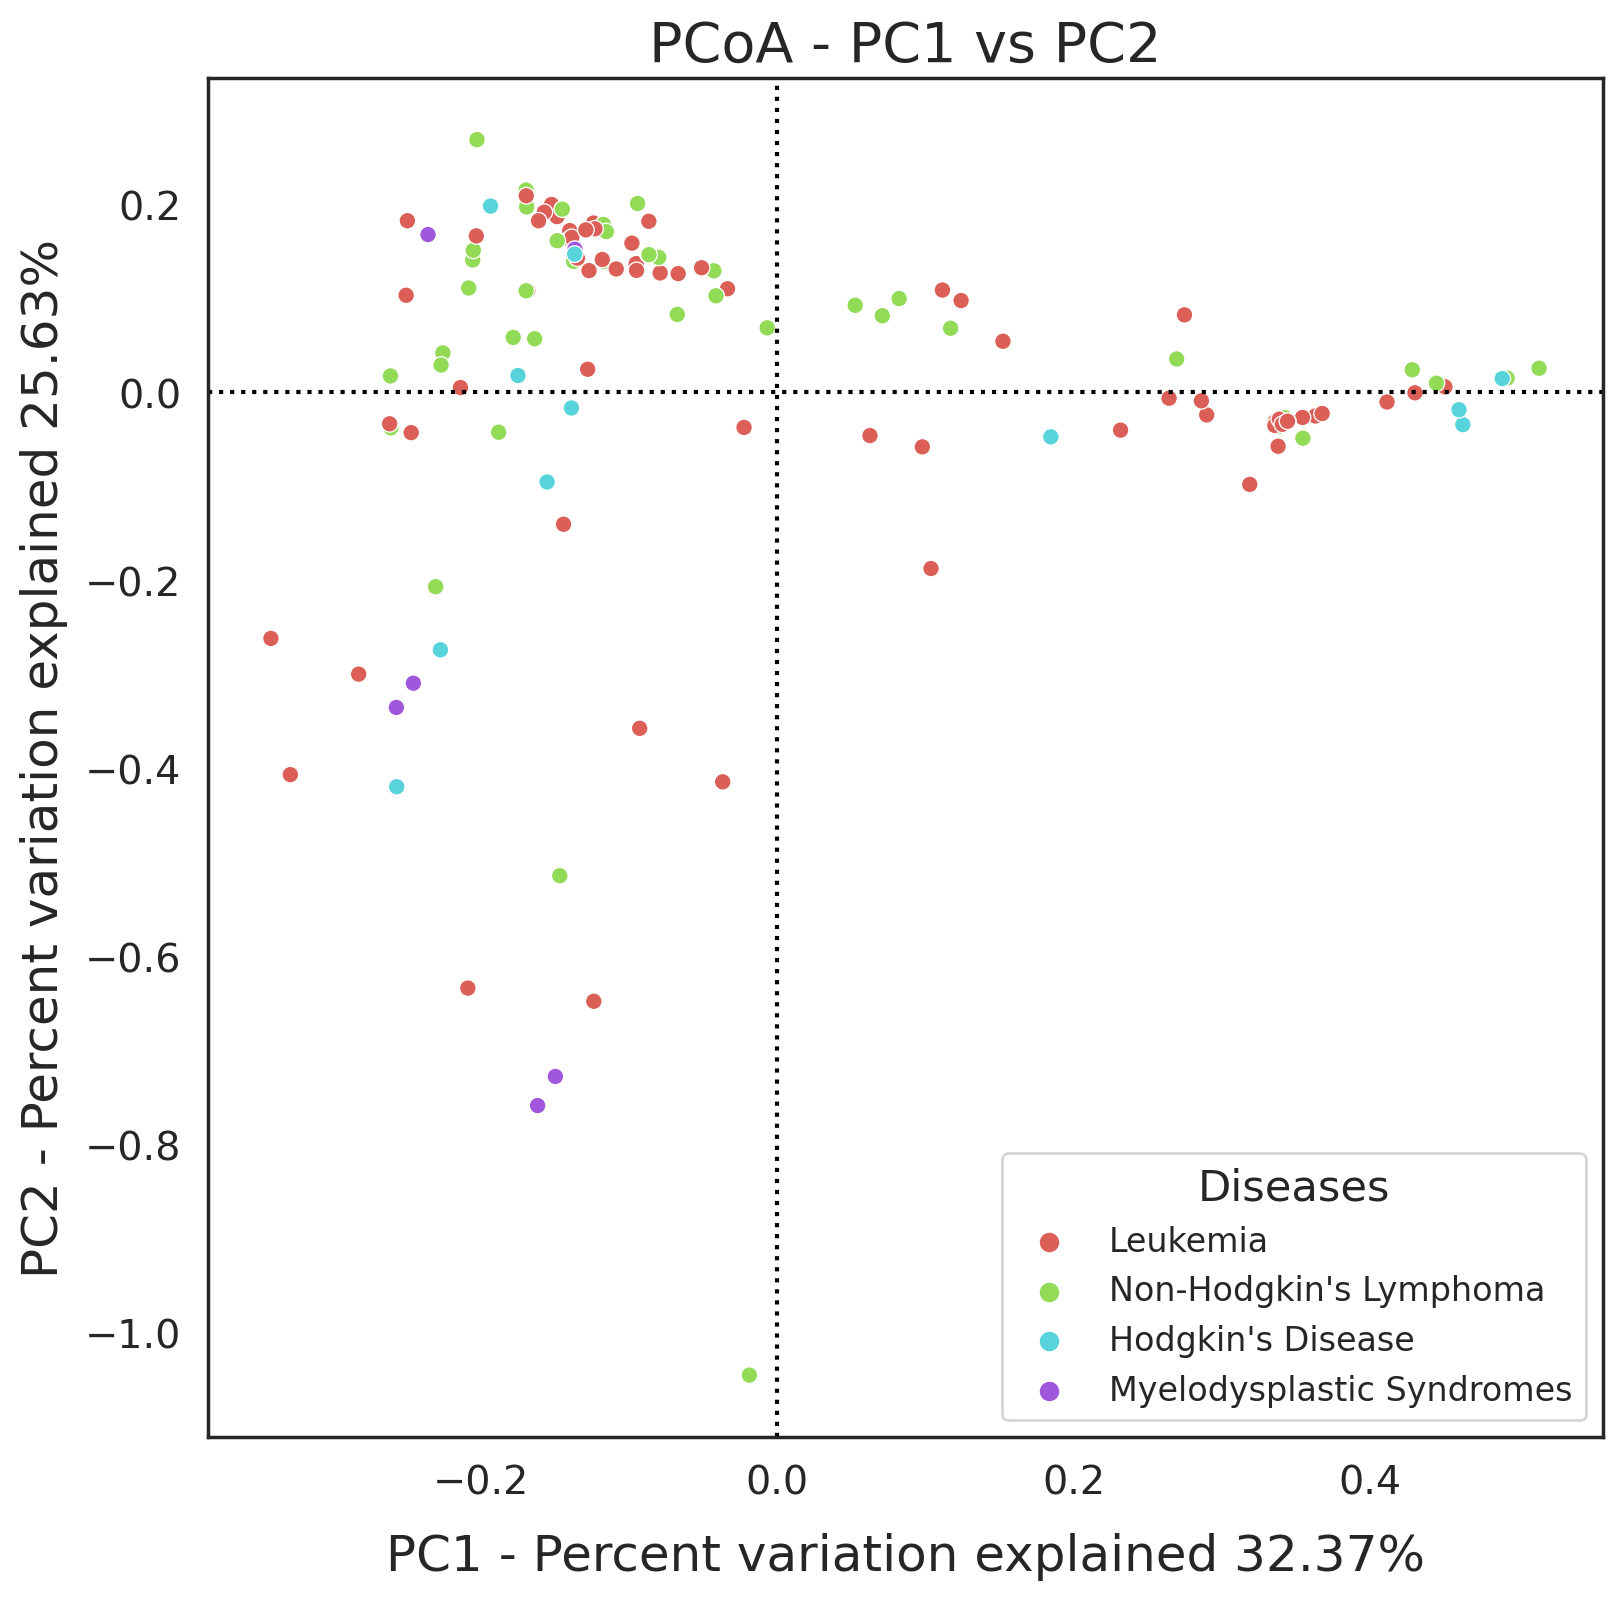 PCoA - PC1 vs PC2
PC2 - Percent variation explained 25.63%
0.2
0.0
−0.2
−0.4
−0.6
−0.8
−1.0
Diseases
Leukemia
Non-Hodgkin's Lymphoma
Hodgkin's Disease
Myelodysplastic Syndromes
−0.2 0.0 0.2 0.4
PC1 - Percent variation explained 32.37%